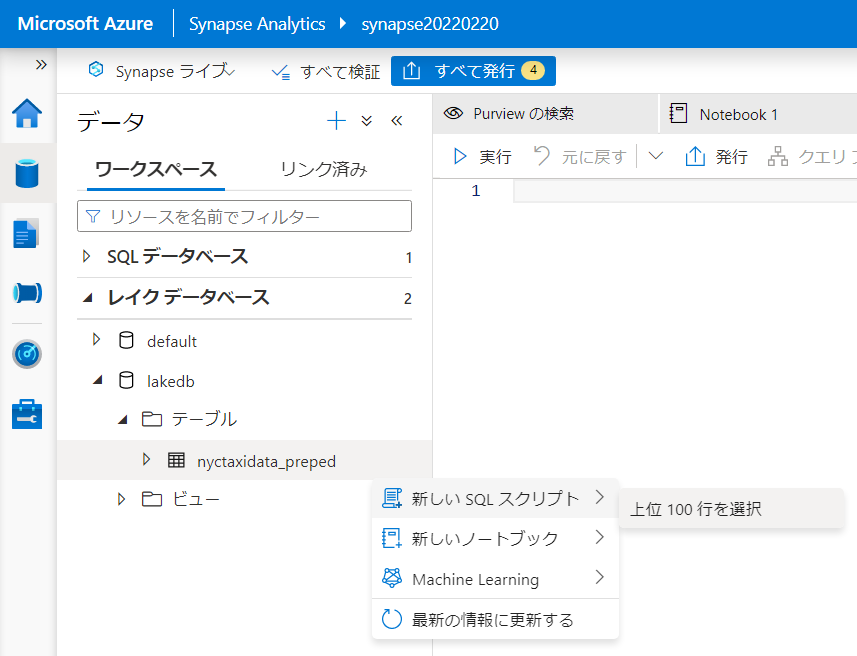 Microsoft Azure Synapse Analytics synapse20220220
Synapse ライブ すべて検証 すべて発行 4
データ
ワークスペース リンク済み
リソースを名前でフィルター
SQL データベース 1
レイク データベース 2
default
lakedb
テーブル
nyctaxidata_preped
ビュー
Purview の検索 Notebook 1
実行 元に戻す 発行 クエリ
1
新しい SQL スクリプト
上位 100 行を選択
新しいノートブック
Machine Learning
最新の情報に更新する